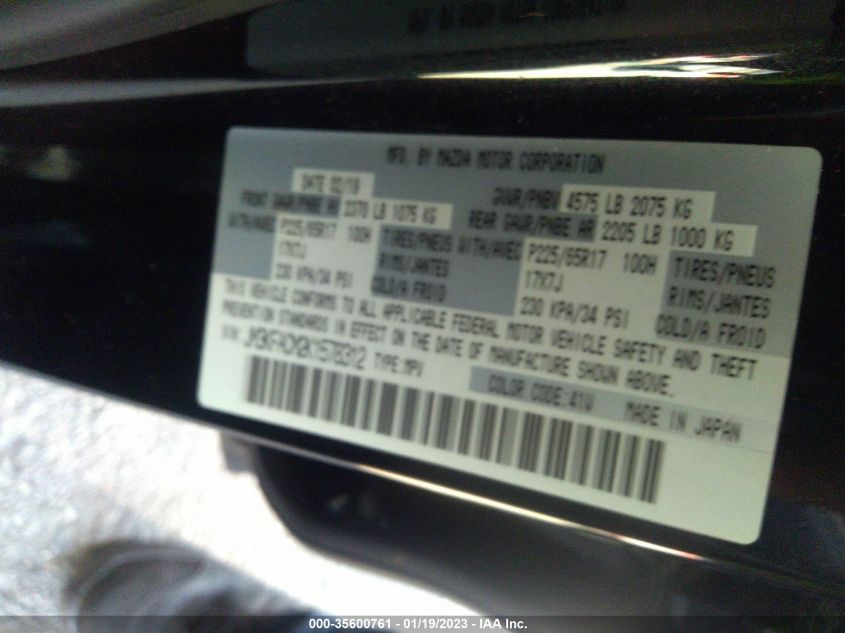 MFD. BY MAZDA MOTOR CORPORATION
DATE 02/19 GVWR/PNBV 4575 LB 2075 KG
FRONT GAWR/PNBE AV 2370 LB 1075 KG REAR GAWR/PNBE AR 2205 LB 1000 KG
WITH/AVEC P225/65R17 100H TIRES/PNEUS WITH/AVEC P225/65R17 100H TIRES/PNEUS
17X7J RIMS/JANTES 17X7J RIMS/JANTES
230 KPA/34 PSI COLD/A FROID 230 KPA/34 PSI COLD/A FROID
THIS VEHICLE CONFORMS TO ALL APPLICABLE FEDERAL MOTOR VEHICLE SAFETY AND THEFT
PREVENTION STANDARDS IN EFFECT ON THE DATE OF MANUFACTURE SHOWN ABOVE.
VIN: TYPE:MPV
COLOR CODE:41W MADE IN JAPAN
000-35600761 - 01/19/2023 - IAA Inc.